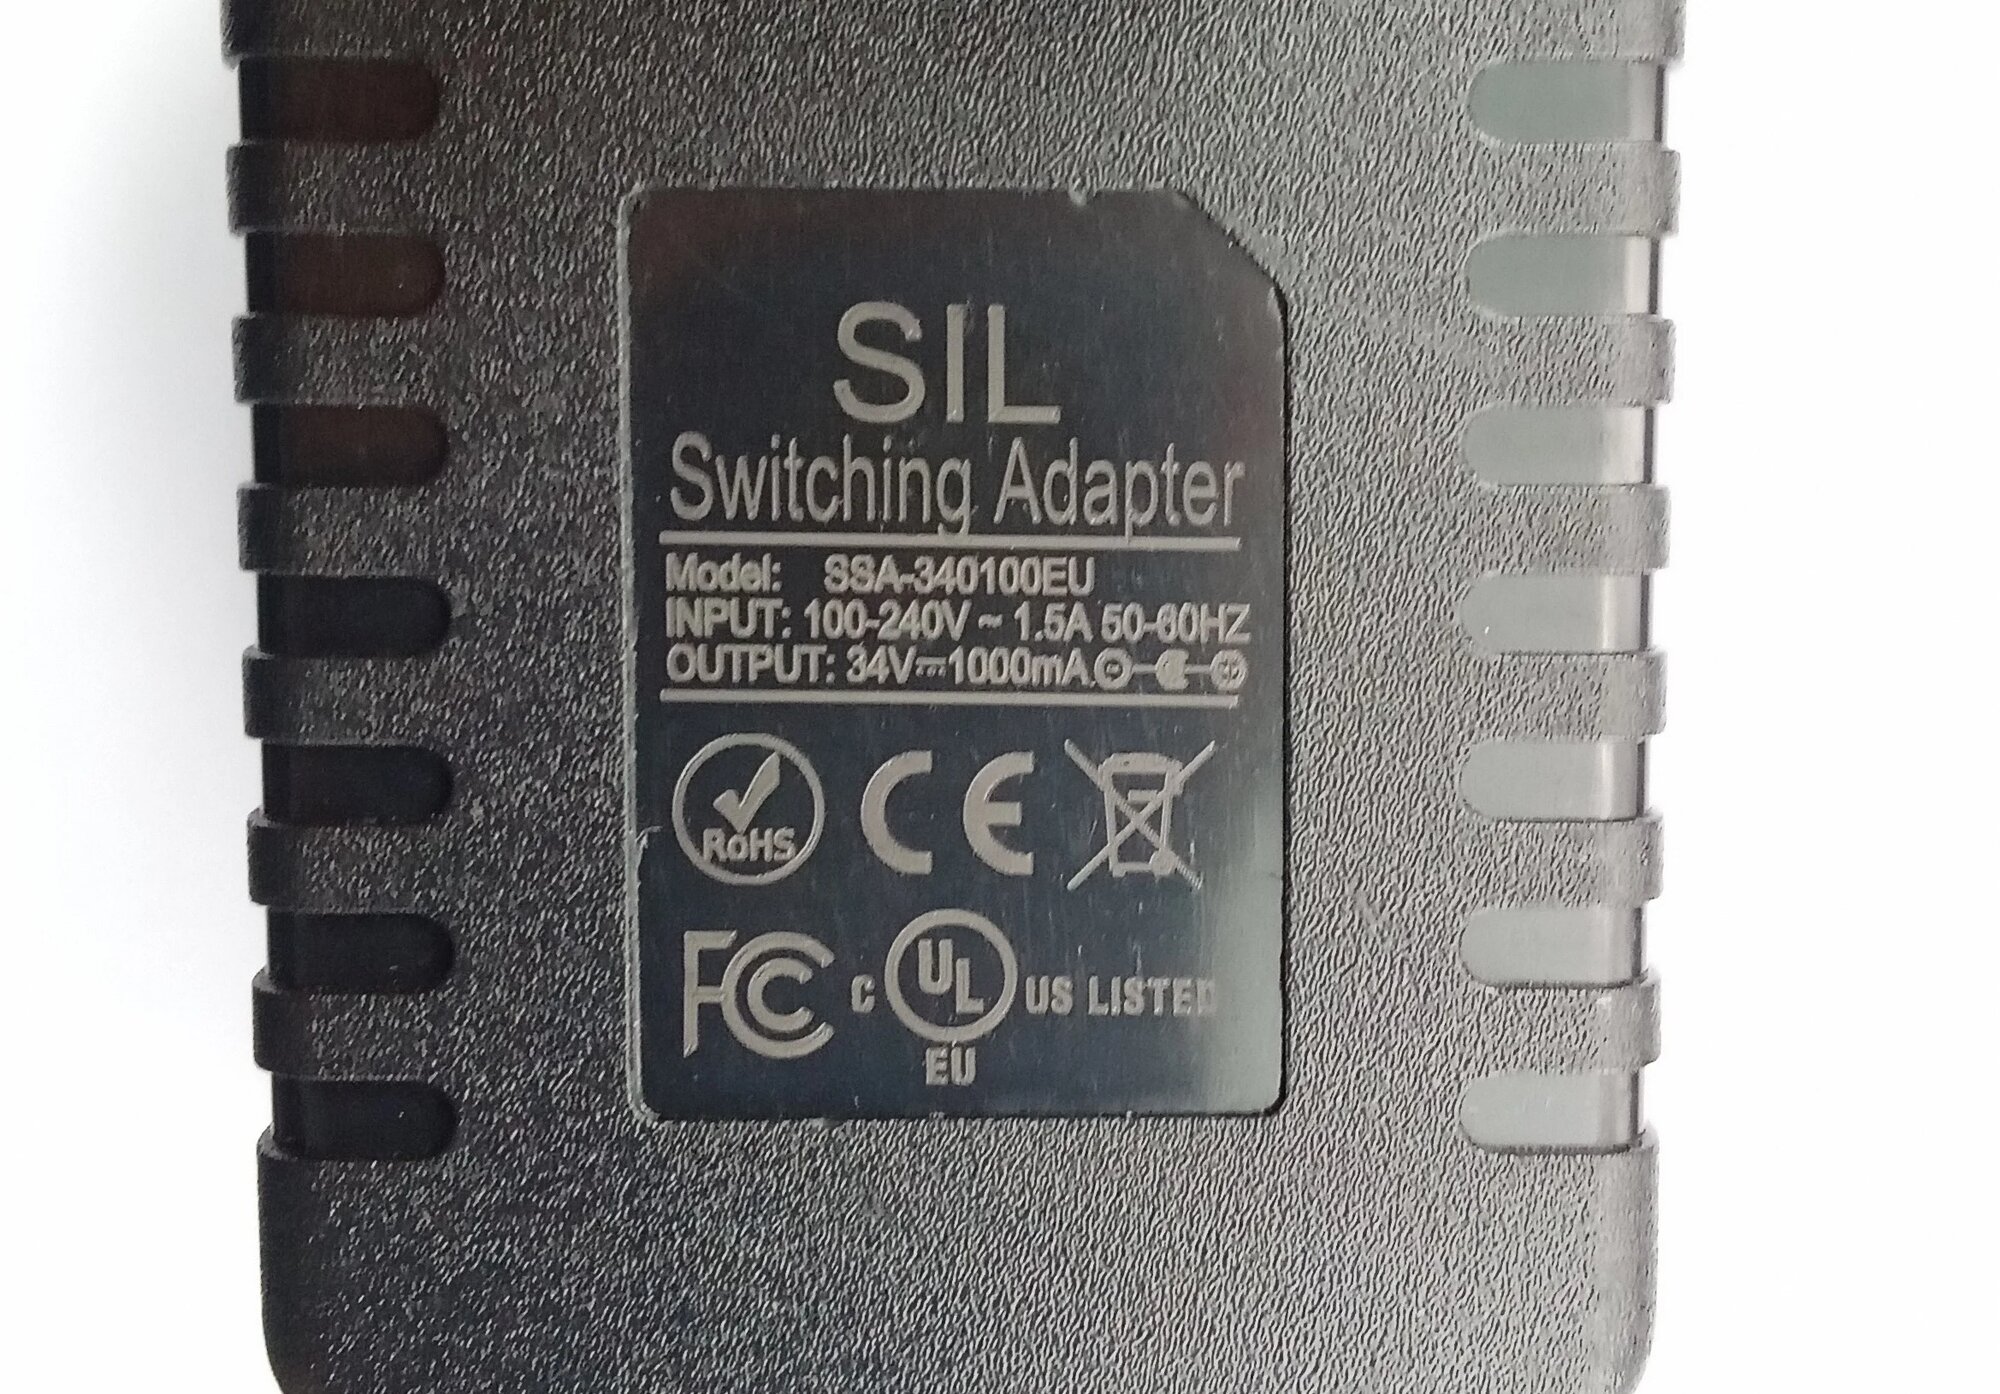 SIL
Switching Adapter
Model: SSA-340100EU
INPUT: 100-240V ~ 1.5A 50-60HZ
OUTPUT: 34V⎓1000mA
RoHS CE
FC C UL US LISTED
EU